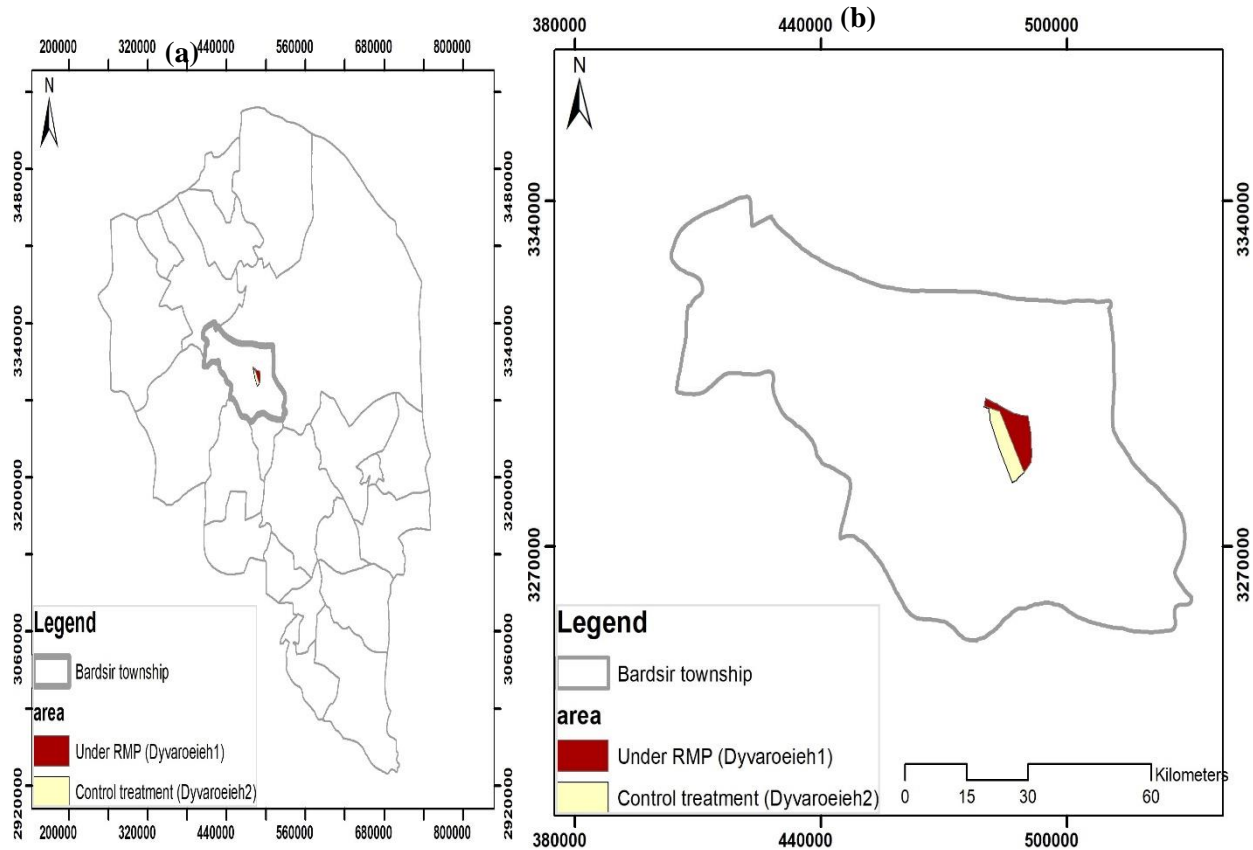 (a)
200000 320000 440000 560000 680000 800000
N
3480000 3480000
3340000 3340000
3200000 3200000
3060000 3060000
2920000 2920000
Legend
Bardsir township
area
Under RMP (Dyvaroeieh1)
Control treatment (Dyvaroeieh2)
200000 320000 440000 560000 680000 800000
(b)
380000 440000 500000
N
3340000 3340000
3270000 3270000
Legend
Bardsir township
area
Under RMP (Dyvaroeieh1)
Control treatment (Dyvaroeieh2)
Kilometers
0 15 30 60
380000 440000 500000